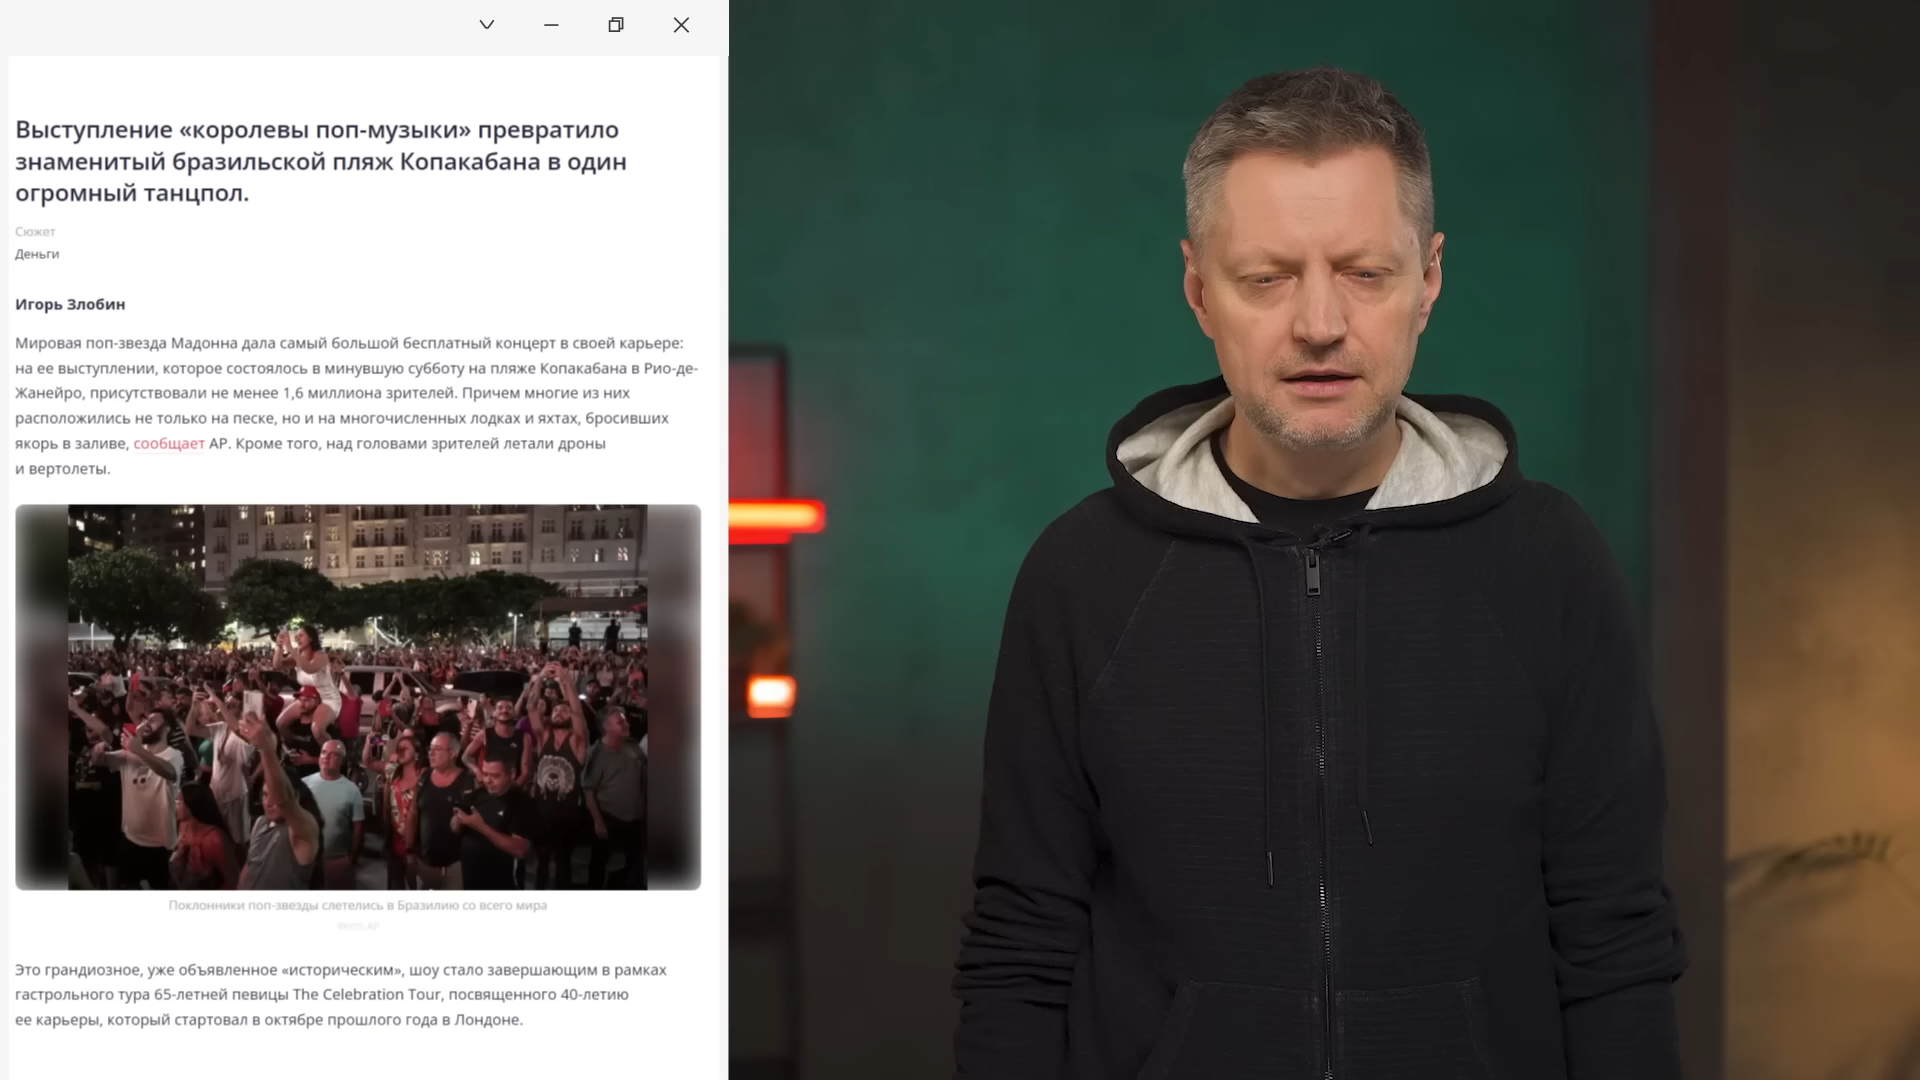 Выступление «королевы поп-музыки» превратило
знаменитый бразильской пляж Копакабана в один
огромный танцпол.
Сюжет
Деньги
Игорь Злобин
Мировая поп-звезда Мадонна дала самый большой бесплатный концерт в своей карьере:
на ее выступлении, которое состоялось в минувшую субботу на пляже Копакабана в Рио-де-
Жанейро, присутствовали не менее 1,6 миллиона зрителей. Причем многие из них
расположились не только на песке, но и на многочисленных лодках и яхтах, бросивших
якорь в заливе, сообщает AP. Кроме того, над головами зрителей летали дроны
и вертолеты.
Поклонники поп-звезды слетелись в Бразилию со всего мира
Фото: AP
Это грандиозное, уже объявленное «историческим», шоу стало завершающим в рамках
гастрольного тура 65-летней певицы The Celebration Tour, посвященного 40-летию
ее карьеры, который стартовал в октябре прошлого года в Лондоне.